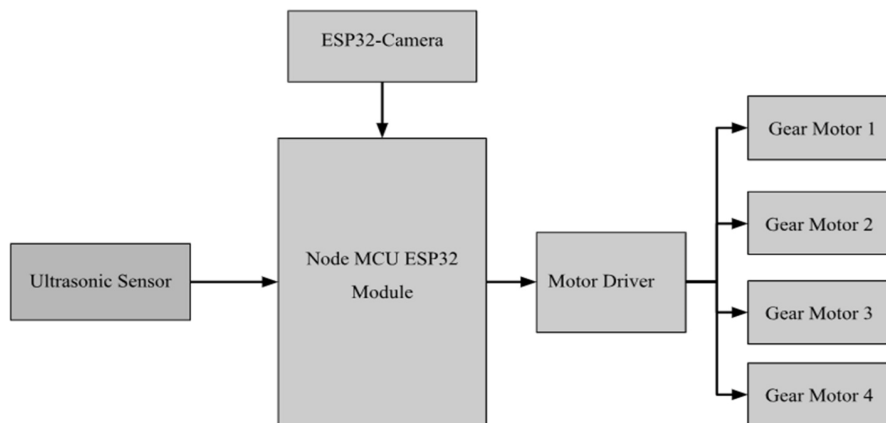 ESP32-Camera
Gear Motor 1
Gear Motor 2
Node MCU ESP32
Module
Ultrasonic Sensor
Motor Driver
Gear Motor 3
Gear Motor 4